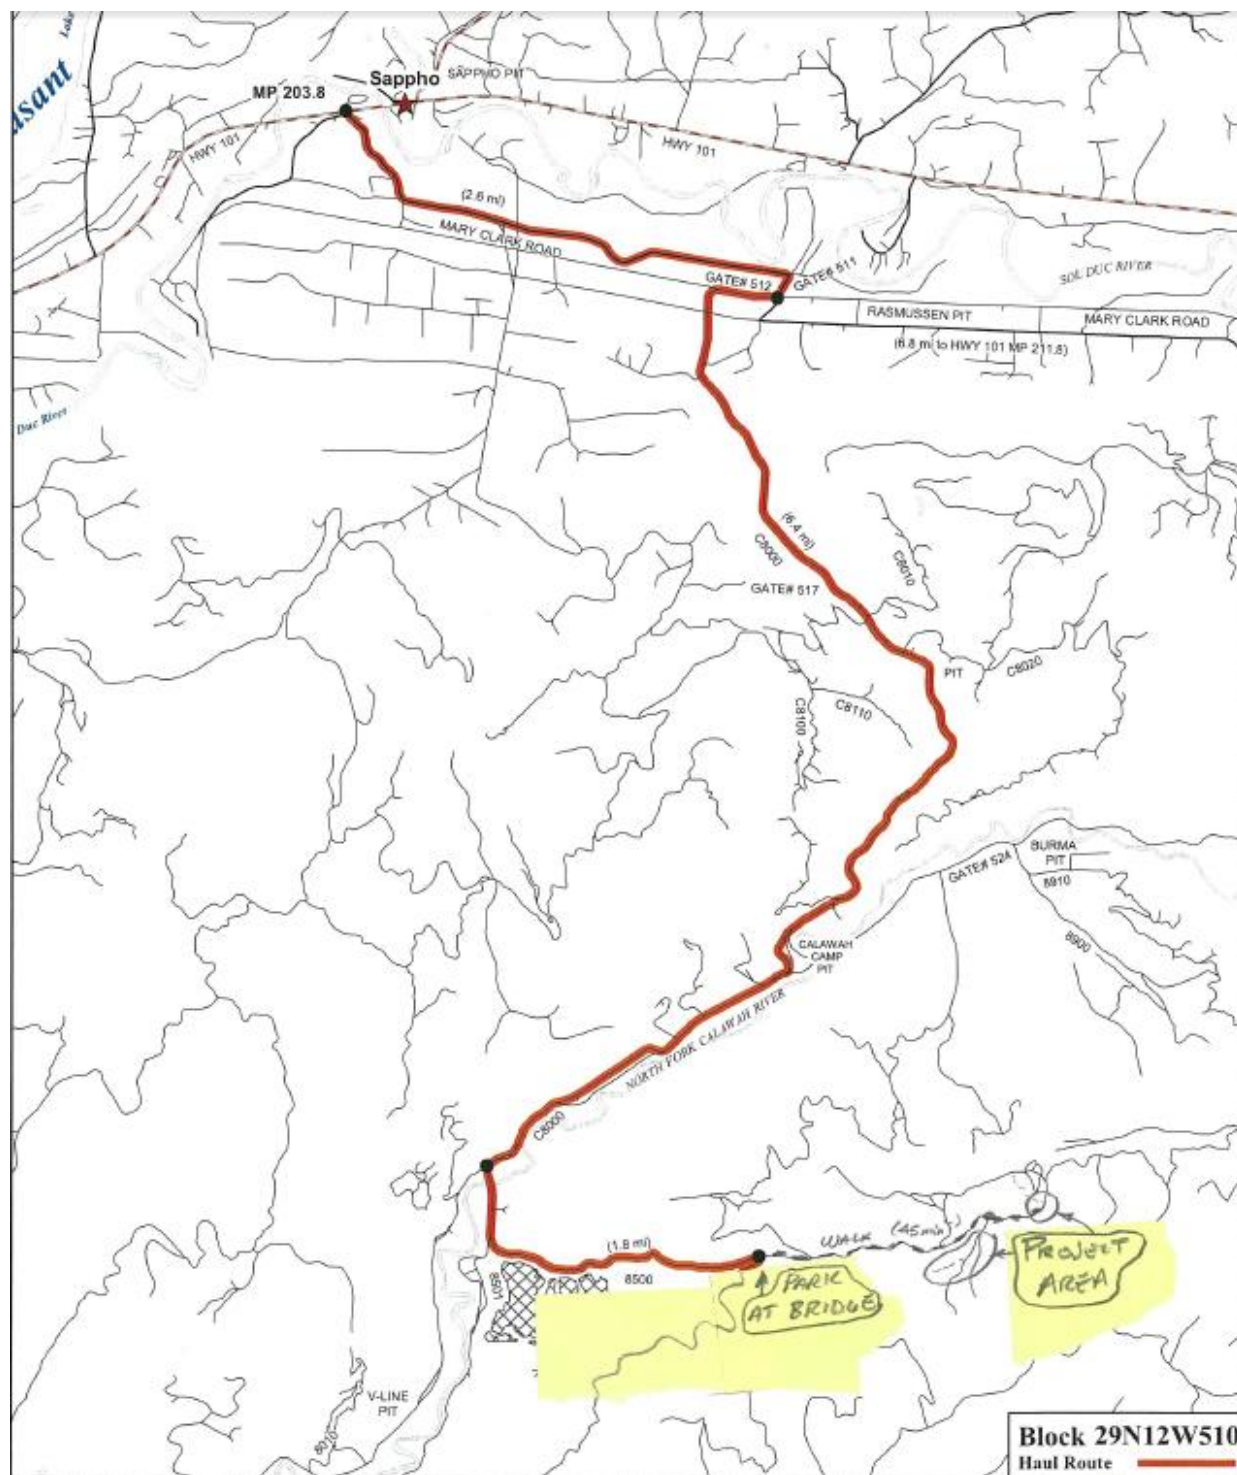 Lake
asant
Sappho
SAPPHO PIT
MP 203.8
HWY 101
HWY 101
(2.6 mi)
MARY CLARK ROAD
GATE# 512
GATE# 511
SOL DUC RIVER
RASMUSSEN PIT
MARY CLARK ROAD
(6.8 mi to HWY 101 MP 211.8)
Duc River
(6.4 mi)
C8000
C8010
GATE# 517
PIT
C8020
C8100
C8110
BURMA
PIT
GATE# 524
8910
8900
CALAWAH
CAMP
PIT
NORTH FORK CALAWAH RIVER
C8000
WALK (45 min)
PROJECT
AREA
(1.8 mi)
8500
8501
PARK
AT BRIDGE
V-LINE
PIT
8010
Block 29N12W510
Haul Route